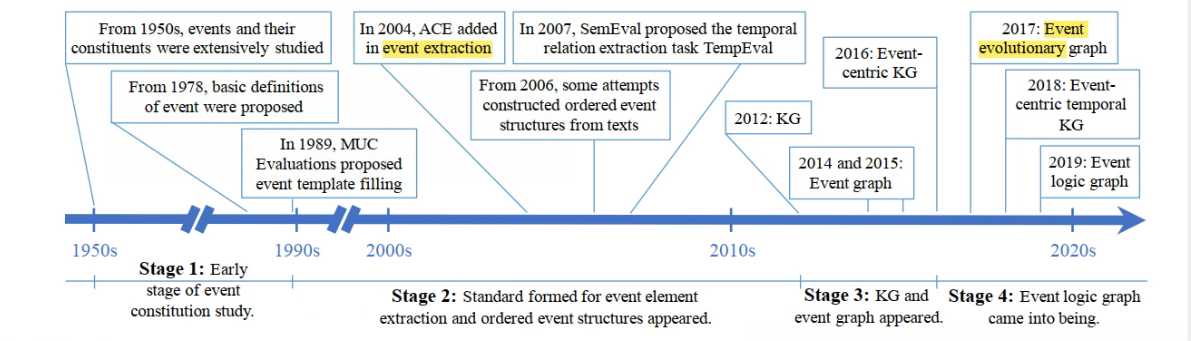 From 1950s, events and their
constituents were extensively studied
From 1978, basic definitions
of event were proposed
In 1989, MUC
Evaluations proposed
event template filling
In 2004, ACE added
in event extraction
From 2006, some attempts
constructed ordered event
structures from texts
In 2007, SemEval proposed the temporal
relation extraction task TempEval
2012: KG
2014 and 2015:
Event graph
2016: Event-
centric KG
2017: Event
evolutionary graph
2018: Event-
centric temporal
KG
2019: Event
logic graph
1950s
1990s
2000s
2010s
2020s
Stage 1: Early
stage of event
constitution study.
Stage 2: Standard formed for event element
extraction and ordered event structures appeared.
Stage 3: KG and
event graph appeared.
Stage 4: Event logic graph
came into being.